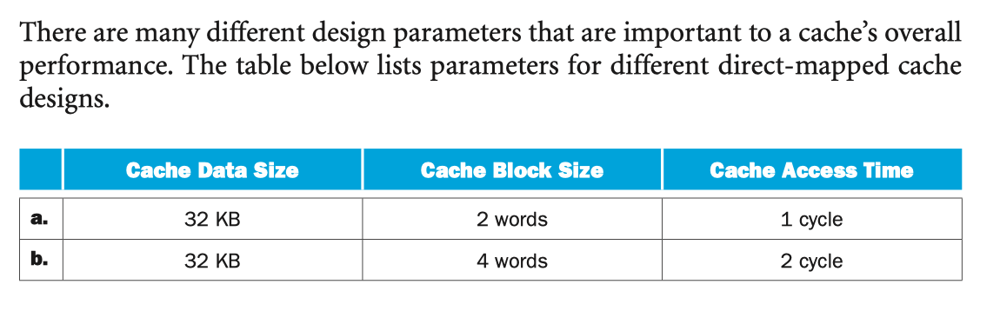 There are many different design parameters that are important to a cache’s overall
performance. The table below lists parameters for different direct-mapped cache
designs.
Cache Data Size Cache Block Size Cache Access Time
a. 32 KB 2 words 1 cycle
b. 32 KB 4 words 2 cycle